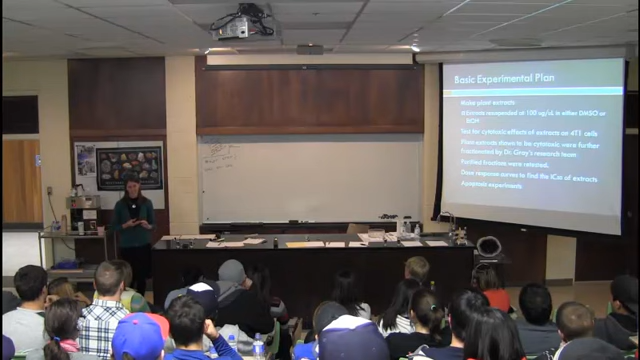 Basic Experimental Plan
Make plant extracts
Extracts resuspended at 100 ug/uL in either DMSO or
Test for cytotoxic effects of extracts on 4T1 cells
Plant extracts shown to be cytotoxic were further
fractionated by Dr. Gray's research team
Purified fractions were retested.
Dose response curves to find the IC50 of extracts
Apoptosis experiments